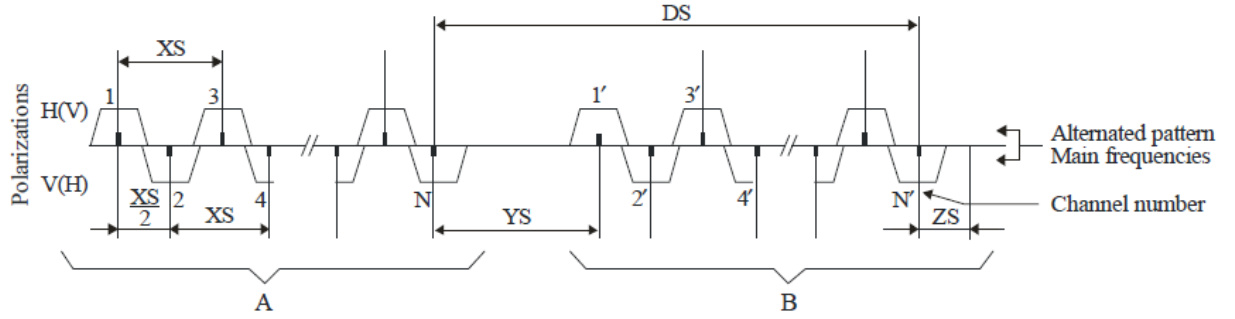 DS
XS
1
3
1′
3′
H(V)
Polarizations
Alternated pattern
Main frequencies
V(H)
XS
2
2
XS
4
N
YS
2′
4′
N′
ZS
Channel number
A
B